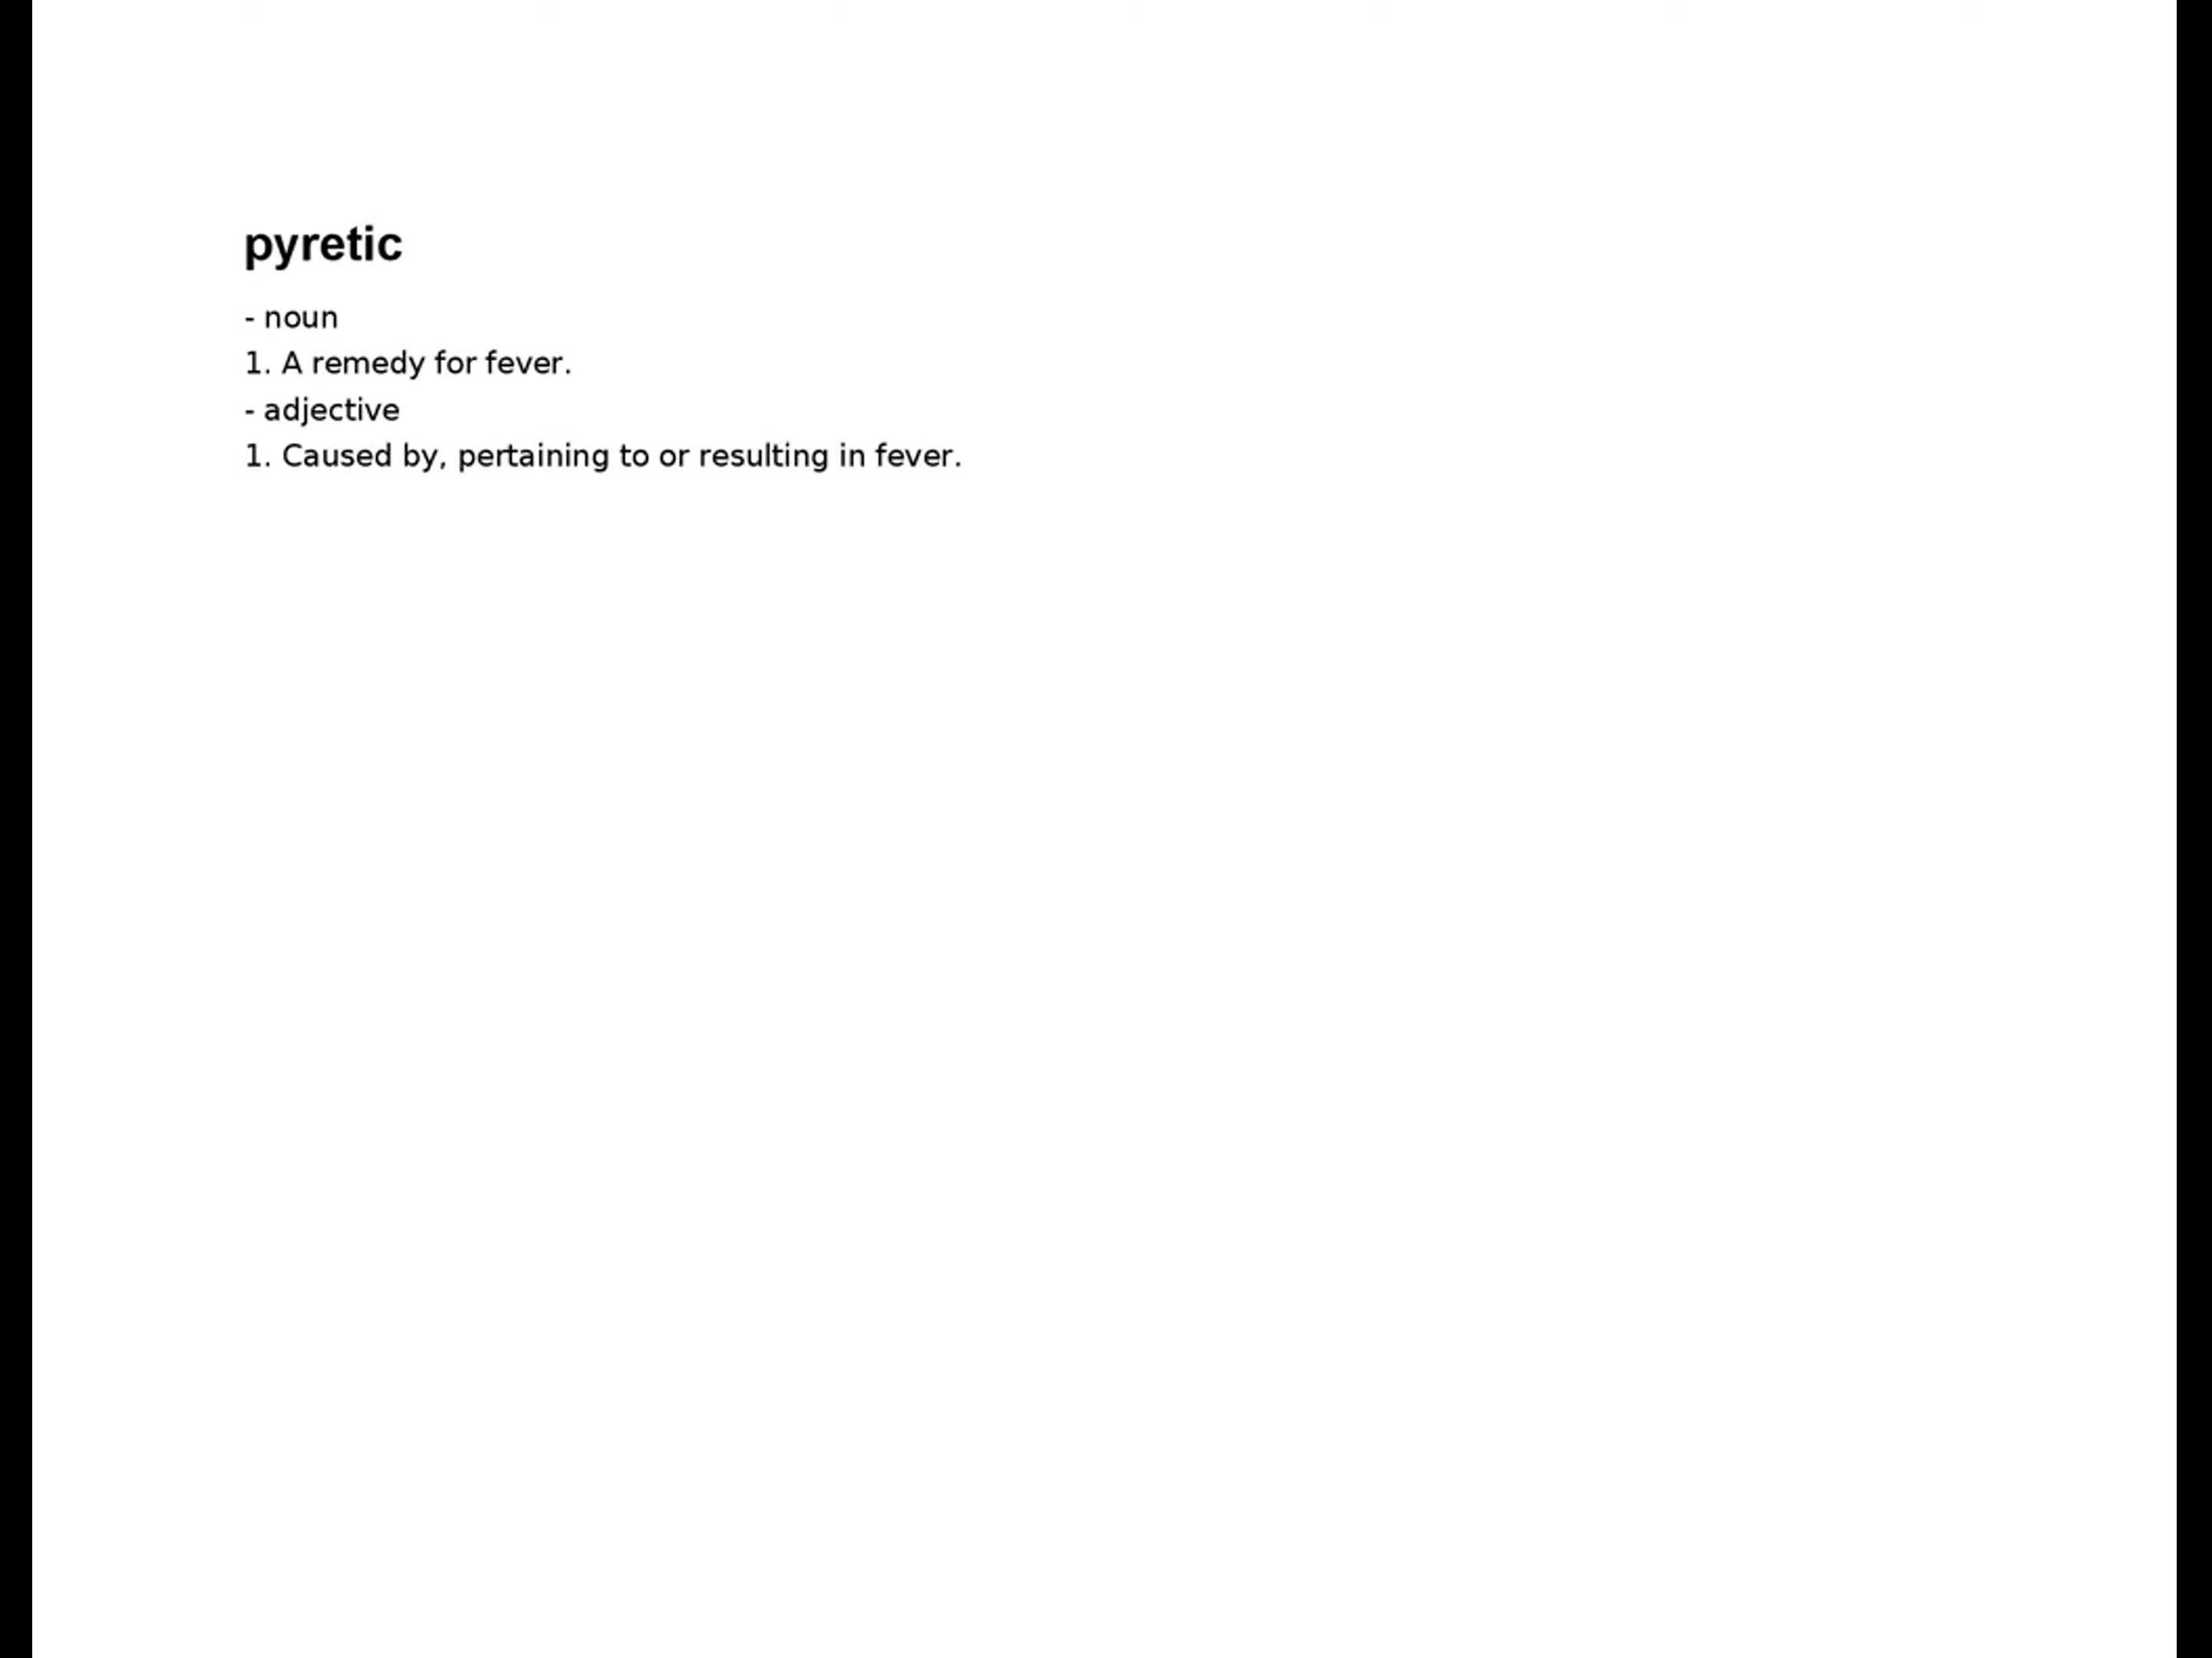 pyretic
- noun
1. A remedy for fever.
- adjective
1. Caused by, pertaining to or resulting in fever.